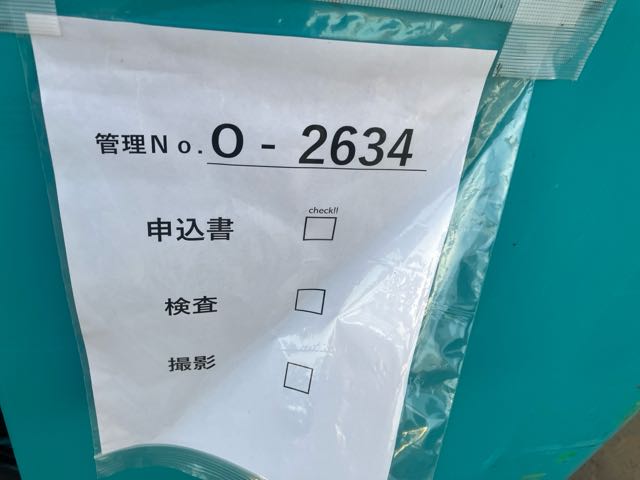 管理No. O - 2634
check!!
申込書 □
検査 □
撮影 □